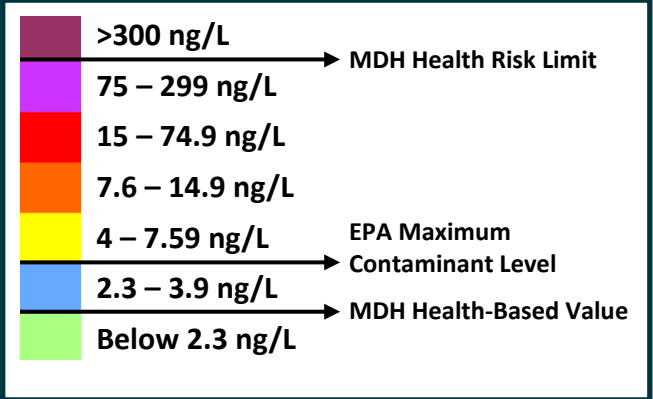 >300 ng/L
MDH Health Risk Limit
75 – 299 ng/L
15 – 74.9 ng/L
7.6 – 14.9 ng/L
4 – 7.59 ng/L
EPA Maximum
Contaminant Level
2.3 – 3.9 ng/L
MDH Health-Based Value
Below 2.3 ng/L